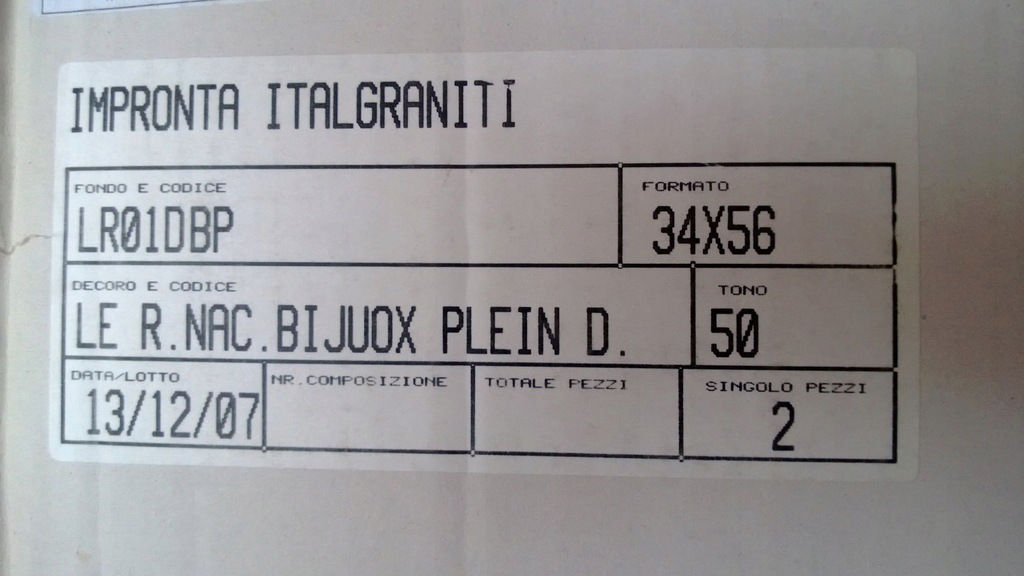 IMPRONTA ITALGRANITI
FONDO E CODICE
LR01DBP
FORMATO
34X56
DECORO E CODICE
LE R.NAC.BIJUOX PLEIN D.
TONO
50
DATA/LOTTO
13/12/07
NR.COMPOSIZIONE
TOTALE PEZZI
SINGOLO PEZZI
2